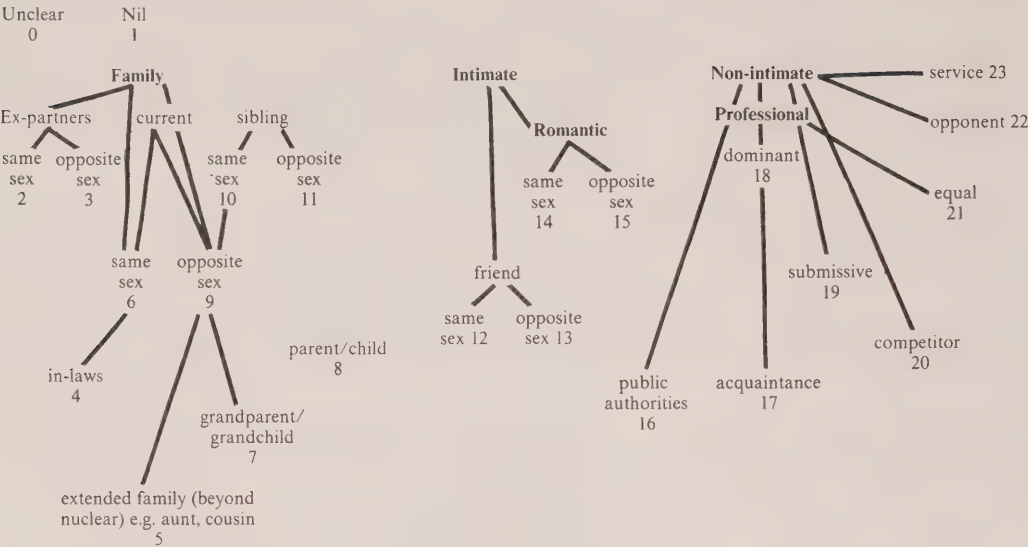 Unclear
0
Nil
1
Family
Ex-partners
same
sex
2
opposite
sex
3
current
sibling
same
sex
10
opposite
sex
11
same
sex
6
opposite
sex
9
in-laws
4
parent/child
8
grandparent/
grandchild
7
extended family (beyond
nuclear) e.g. aunt, cousin
5
Intimate
Romantic
same
sex
14
opposite
sex
15
friend
same
sex 12
opposite
sex 13
Non-intimate
Professional
service 23
opponent 22
dominant
18
equal
21
submissive
19
competitor
20
public
authorities
16
acquaintance
17